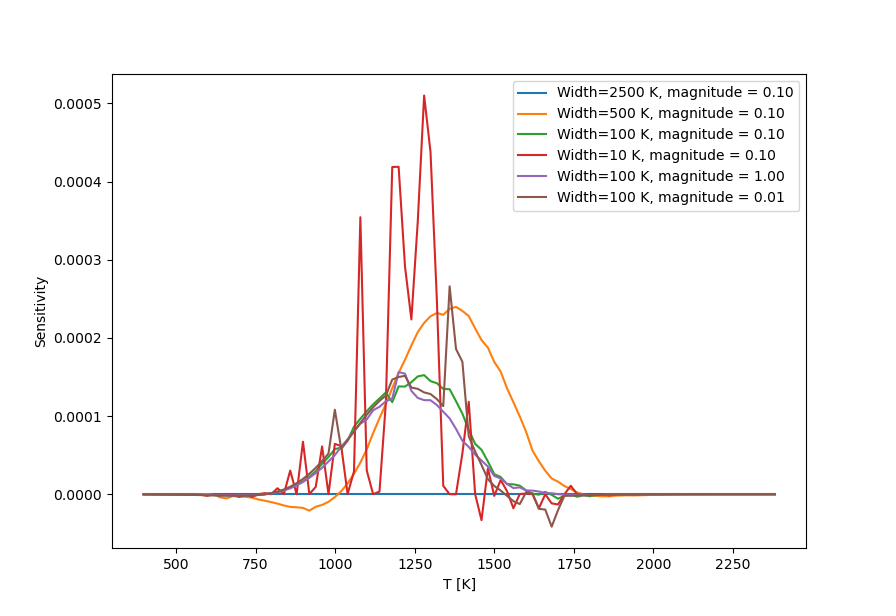 Width=2500 K, magnitude = 0.10
Width=500 K, magnitude = 0.10
Width=100 K, magnitude = 0.10
Width=10 K, magnitude = 0.10
Width=100 K, magnitude = 1.00
Width=100 K, magnitude = 0.01
0.0005
0.0004
0.0003
0.0002
0.0001
0.0000
Sensitivity
500 750 1000 1250 1500 1750 2000 2250
T [K]